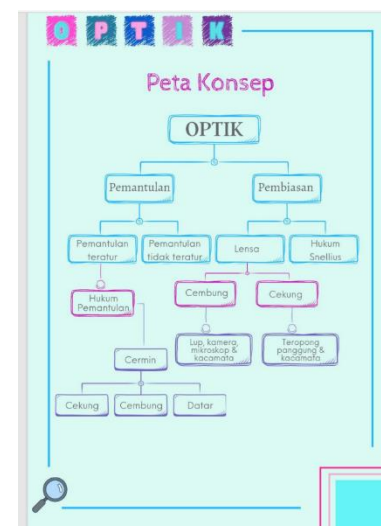 OPTIK
Peta Konsep
OPTIK
Pemantulan
Pembiasan
Pemantulan
teratur
Pemantulan
tidak teratur
Lensa
Hukum
Snellius
Hukum
Pemantulan
Cembung
Cekung
Cermin
Lup, kamera,
mikroskop &
kacamata
Teropong
panggung &
kacamata
Cekung
Cembung
Datar